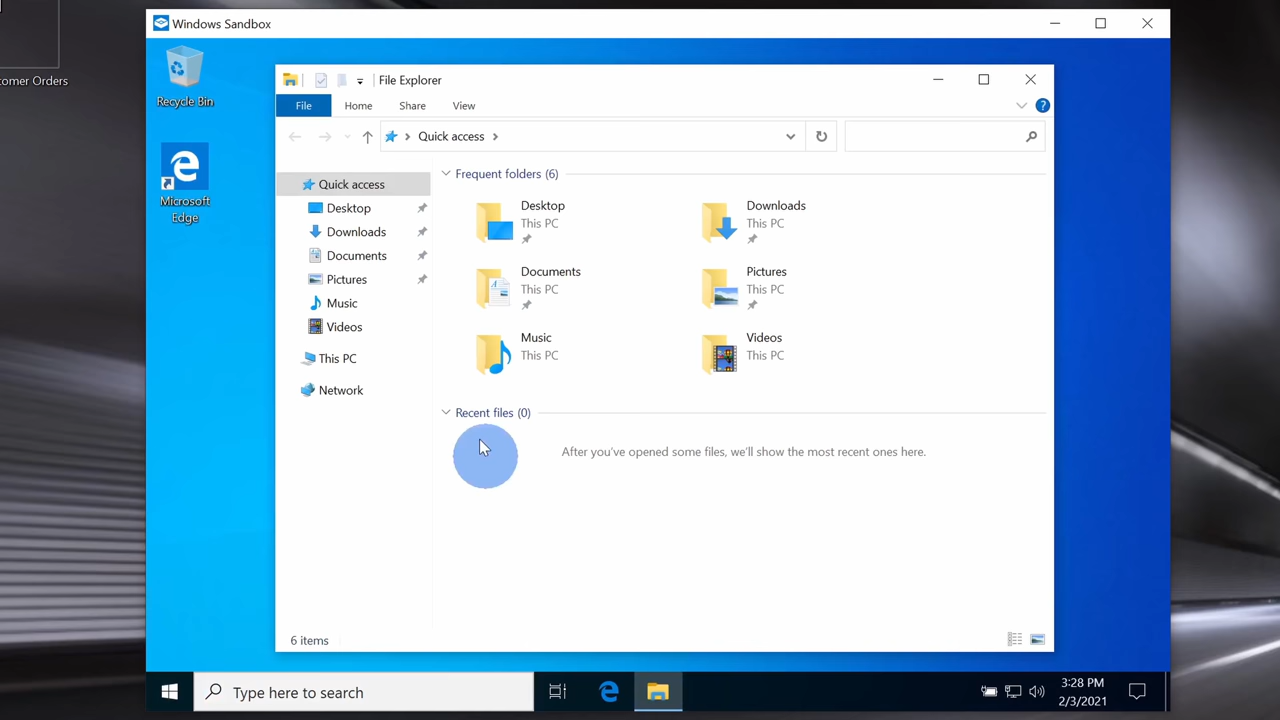 Windows Sandbox
omer Orders
Recycle Bin
Microsoft
Edge
File Explorer
File
Home
Share
View
?
Quick access
Quick access
Desktop
Downloads
Documents
Pictures
Music
Videos
This PC
Network
Frequent folders (6)
Desktop
This PC
Downloads
This PC
Documents
This PC
Pictures
This PC
Music
This PC
Videos
This PC
Recent files (0)
After you've opened some files, we'll show the most recent ones here.
6 items
Type here to search
3:28 PM
2/3/2021